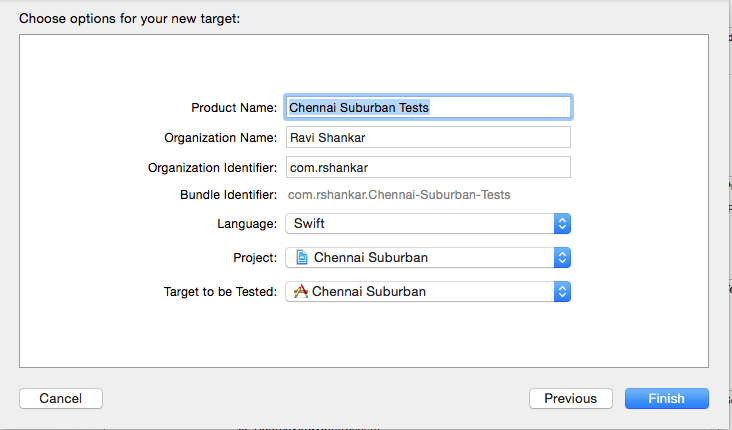 Choose options for your new target:
Product Name: Chennai Suburban Tests
Organization Name: Ravi Shankar
Organization Identifier: com.rshankar
Bundle Identifier: com.rshankar.Chennai-Suburban-Tests
Language: Swift
Project: Chennai Suburban
Target to be Tested: Chennai Suburban
Cancel Previous Finish